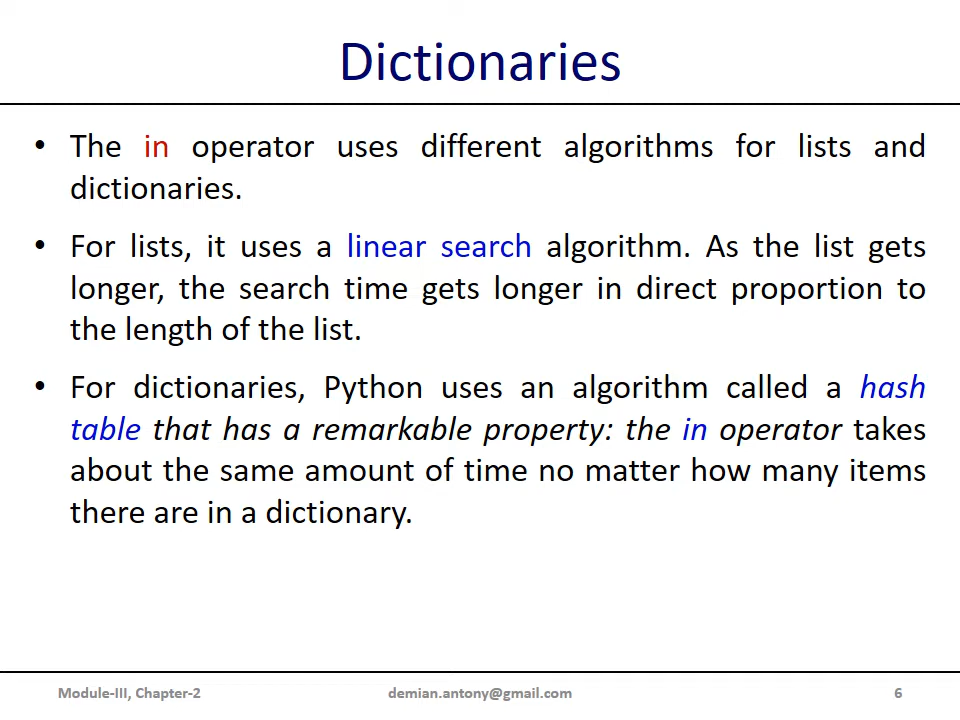 Dictionaries
• The in operator uses different algorithms for lists and
dictionaries.
• For lists, it uses a linear search algorithm. As the list gets
longer, the search time gets longer in direct proportion to
the length of the list.
• For dictionaries, Python uses an algorithm called a hash
table that has a remarkable property: the in operator takes
about the same amount of time no matter how many items
there are in a dictionary.
Module-III, Chapter-2 demian.antony@gmail.com 6